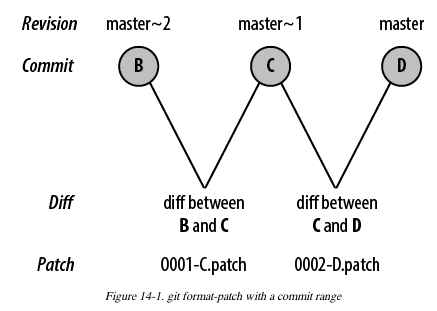 Revision master~2 master~1 master
Commit B C D
Diff diff between B and C diff between C and D
Patch 0001-C.patch 0002-D.patch
Figure 14-1. git format-patch with a commit range